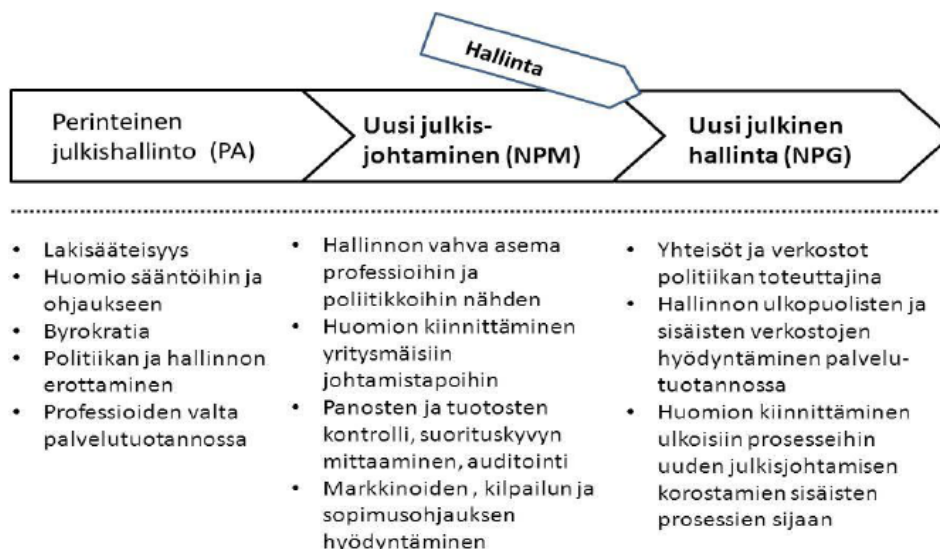 Hallinta
Perinteinen
julkishallinto (PA)
Uusi julkis-
johtaminen (NPM)
Uusi julkinen
hallinta (NPG)
• Lakisääteisyys
• Huomio sääntöihin ja
ohjaukseen
• Byrokratia
• Politiikan ja hallinnon
erottaminen
• Professioiden valta
palvelutuotannossa
• Hallinnon vahva asema
professioihin ja
poliitikkoihin nähden
• Huomion kiinnittäminen
yritysmäisiin
johtamistapoihin
• Panosten ja tuotosten
kontrolli, suorituskyvyn
mittaaminen, auditointi
• Markkinoiden , kilpailun ja
sopimusohjauksen
hyödyntäminen
• Yhteisöt ja verkostot
politiikan toteuttajina
• Hallinnon ulkopuolisten ja
sisäisten verkostojen
hyödyntäminen palvelu-
tuotannossa
• Huomion kiinnittäminen
ulkoisiin prosesseihin
uuden julkisjohtamisen
korostamien sisäisten
prosessien sijaan